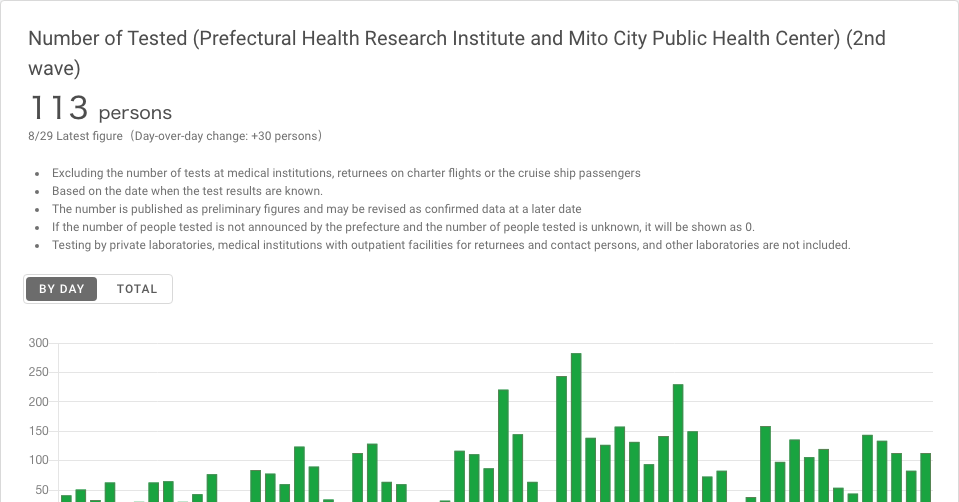 Number of Tested (Prefectural Health Research Institute and Mito City Public Health Center) (2nd
wave)
113 persons
8/29 Latest figure（Day-over-day change: +30 persons）
• Excluding the number of tests at medical institutions, returnees on charter flights or the cruise ship passengers
• Based on the date when the test results are known.
• The number is published as preliminary figures and may be revised as confirmed data at a later date
• If the number of people tested is not announced by the prefecture and the number of people tested is unknown, it will be shown as 0.
• Testing by private laboratories, medical institutions with outpatient facilities for returnees and contact persons, and other laboratories are not included.
BY DAY TOTAL
300
250
200
150
100
50